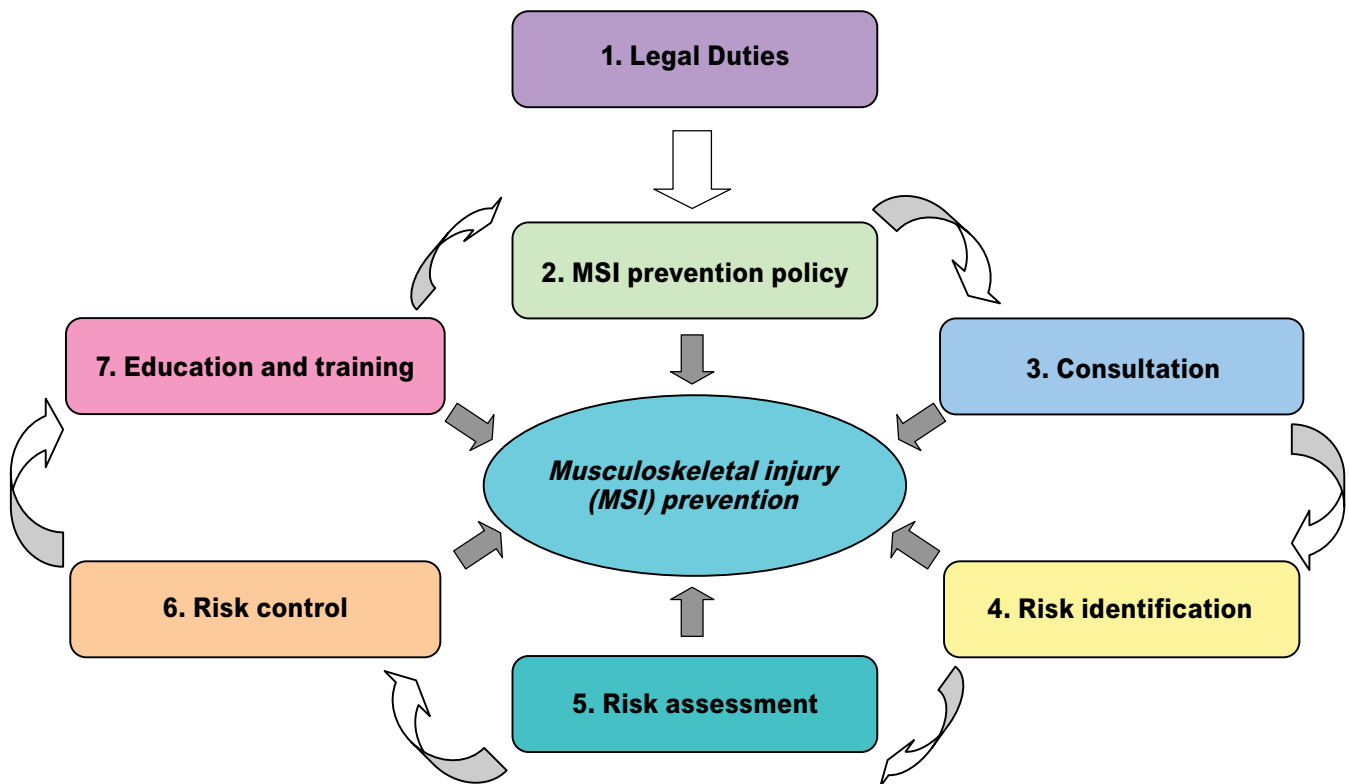 1. Legal Duties
2. MSI prevention policy
7. Education and training
3. Consultation
Musculoskeletal injury
(MSI) prevention
6. Risk control
4. Risk identification
5. Risk assessment